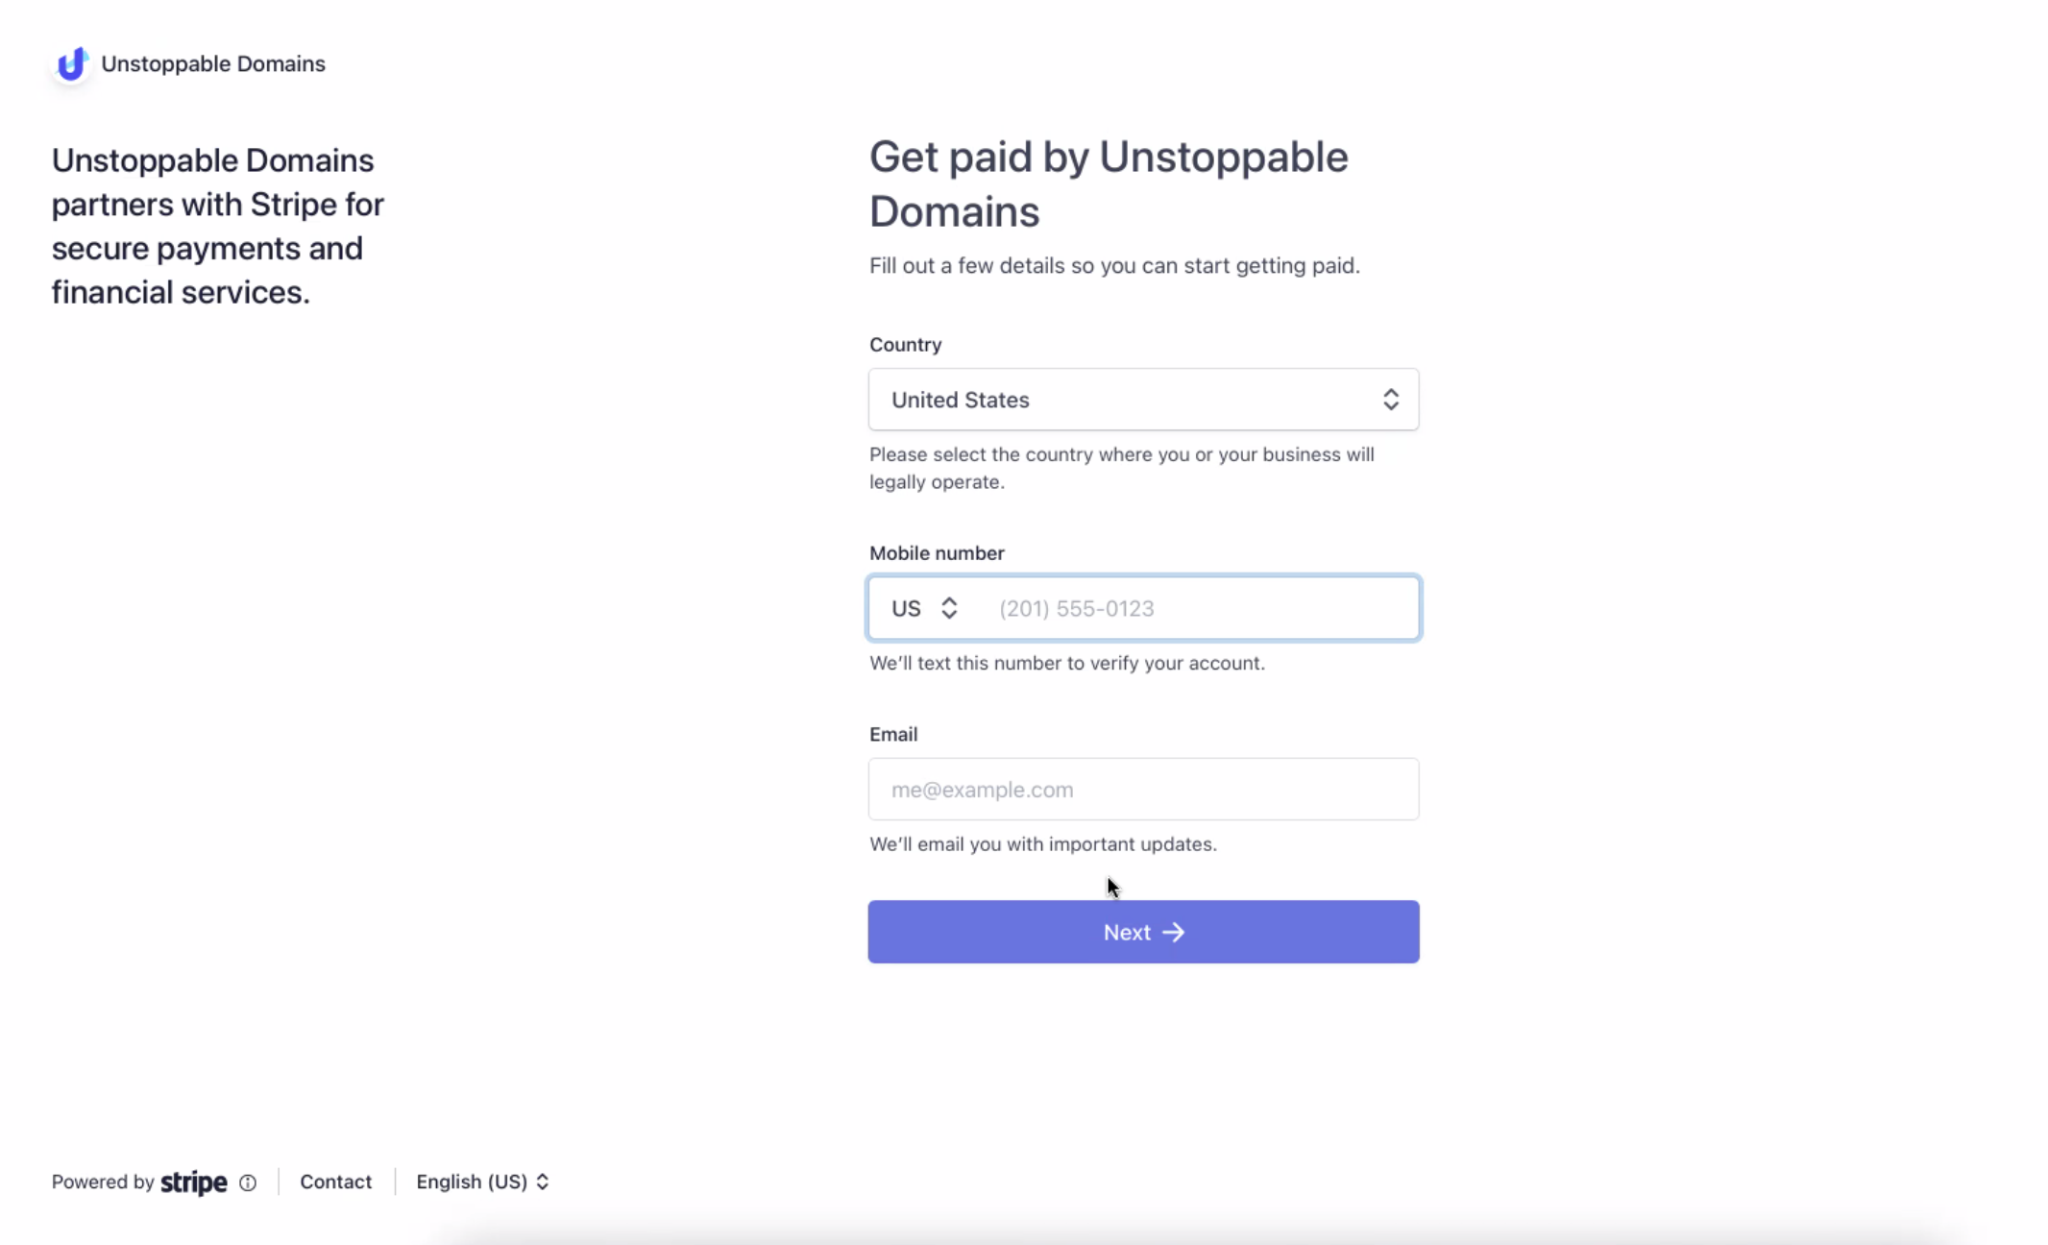 Unstoppable Domains
Unstoppable Domains
partners with Stripe for
secure payments and
financial services.
Get paid by Unstoppable
Domains
Fill out a few details so you can start getting paid.
Country
United States
Please select the country where you or your business will
legally operate.
Mobile number
US (201) 555-0123
We'll text this number to verify your account.
Email
me@example.com
We'll email you with important updates.
Next →
Powered by stripe Contact English (US)